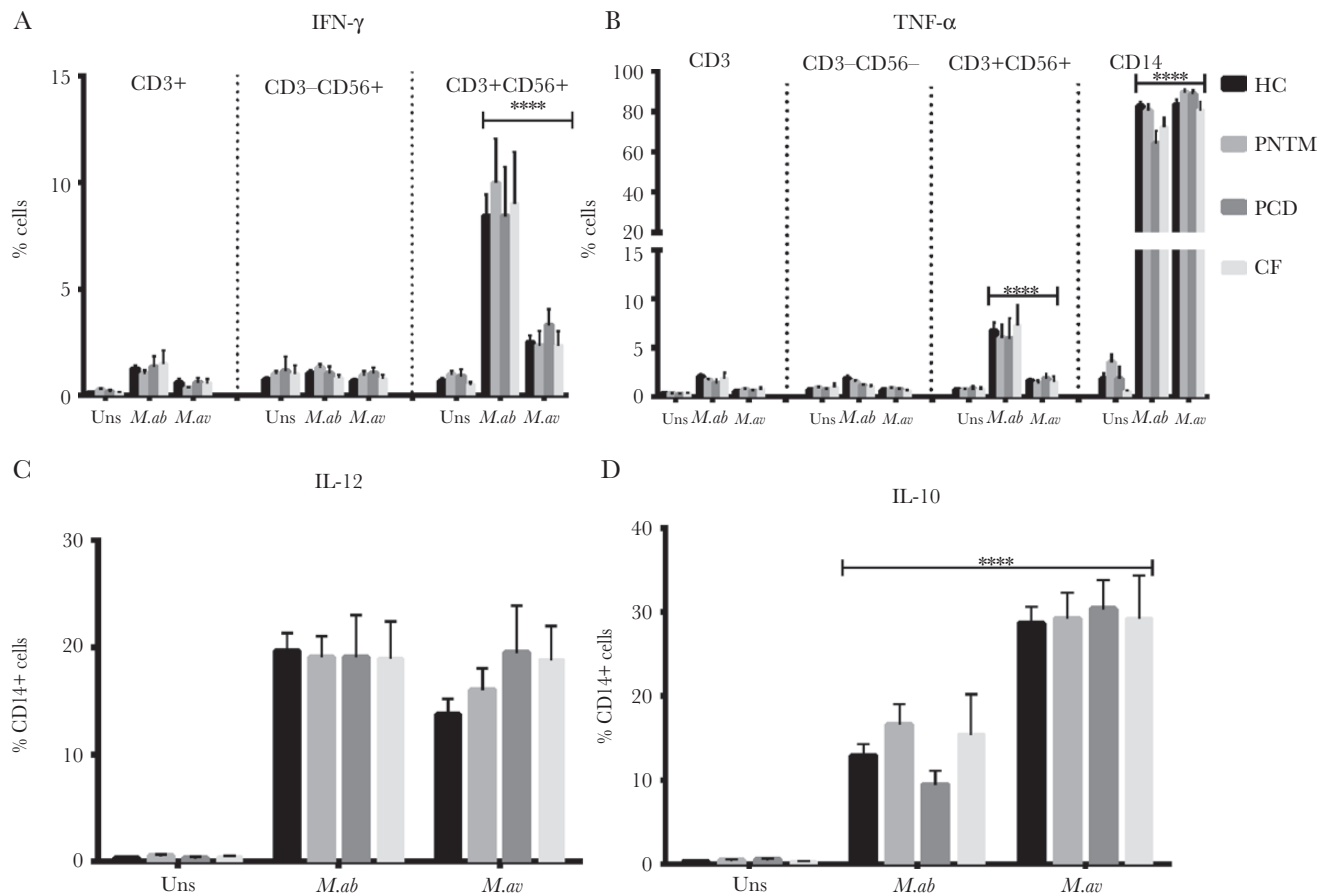 A
IFN-γ
CD3+
CD3–CD56+
CD3+CD56+
****
15
10
5
0
% cells
Uns M.ab M.av
Uns M.ab M.av
Uns M.ab M.av
B
TNF-α
CD3
CD3–CD56–
CD3+CD56+
CD14
****
****
100
80
60
40
20
15
10
5
0
% cells
Uns M.ab M.av
Uns M.ab M.av
Uns M.ab M.av
Uns M.ab M.av
HC
PNTM
PCD
CF
C
IL-12
30
20
10
0
% CD14+ cells
Uns M.ab M.av
D
IL-10
****
40
30
20
10
0
% CD14+ cells
Uns M.ab M.av